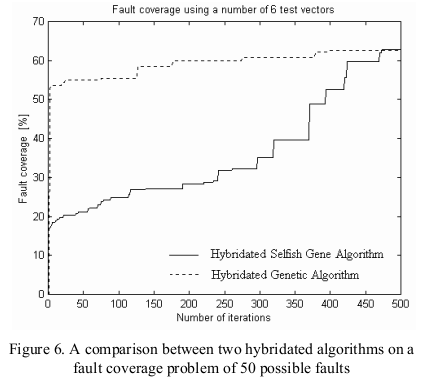 Fault coverage using a number of 6 test vectors
70
60
50
40
30
20
10
0
Fault coverage [%]
Hybridated Selfish Gene Algorithm
Hybridated Genetic Algorithm
0 50 100 150 200 250 300 350 400 450 500
Number of iterations
Figure 6. A comparison between two hybridated algorithms on a
fault coverage problem of 50 possible faults